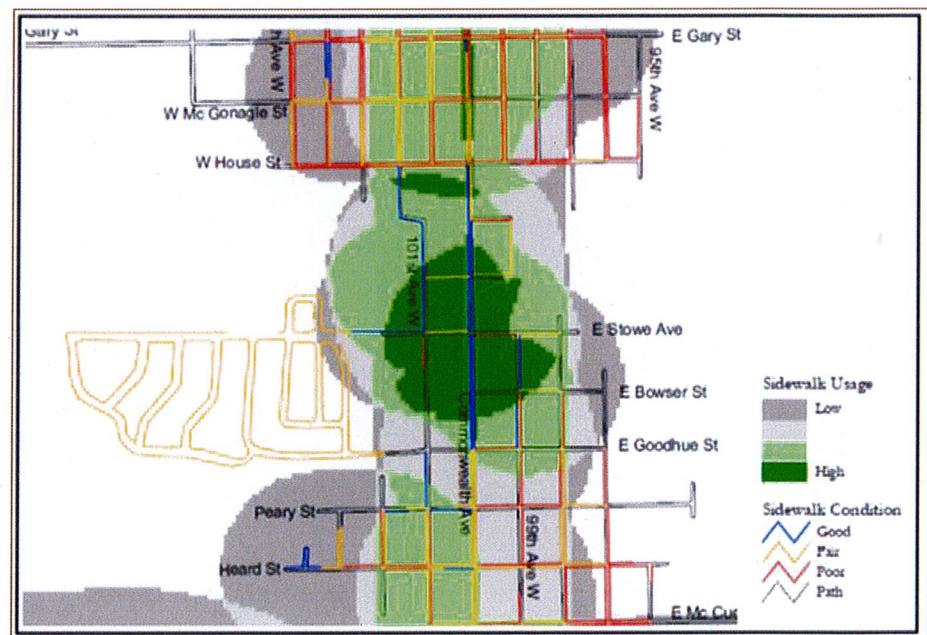 Gary St
h Ave W
E Gary St
95th Ave W
W Mc Gonagle St
W House St
101st Ave W
E Stowe Ave
E Bowser St
Commonwealth Ave
E Goodhue St
Peary St
99th Ave W
Heard St
E Mc Cu
Sidewalk Usage
Low
High
Sidewalk Condition
Good
Fair
Poor
Path